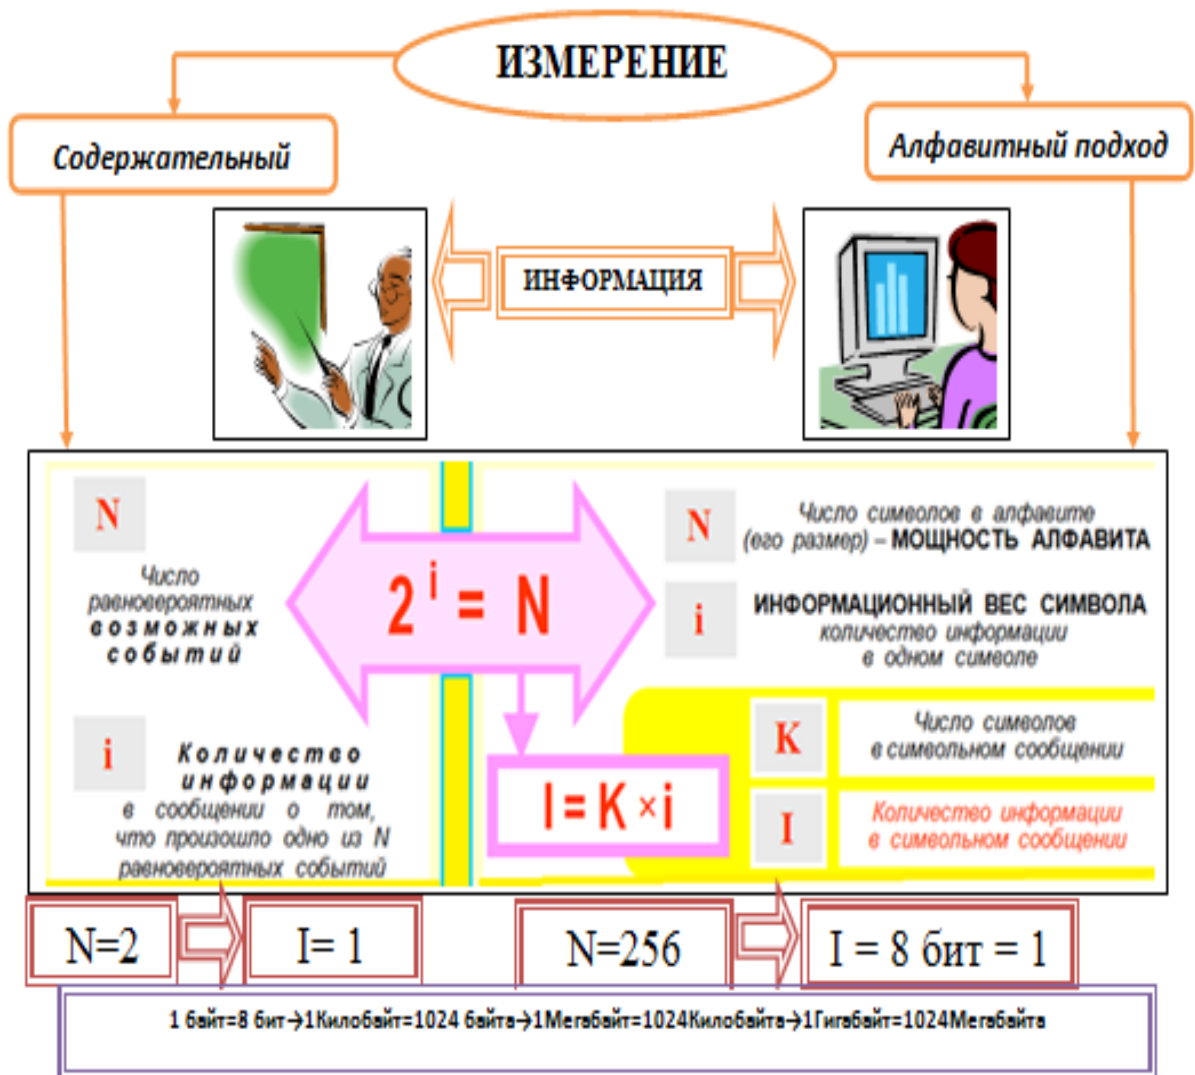 ИЗМЕРЕНИЕ
Содержательный
Алфавитный подход
ИНФОРМАЦИЯ
N
Число
равновероятных
возможных
событий
i
Количество
информации
в сообщении о том,
что произошло одно из N
равновероятных событий
2 i = N
I = K × i
N
Число символов в алфавите
(его размер) – МОЩНОСТЬ АЛФАВИТА
i
ИНФОРМАЦИОННЫЙ ВЕС СИМВОЛА
количество информации
в одном символе
K
Число символов
в символьном сообщении
I
Количество информации
в символьном сообщении
N=2
I= 1
N=256
I = 8 бит = 1
1 байт=8 бит→1Килобайт=1024 байта→1Мегабайт=1024Килобайта→1Гигабайт=1024Мегабайта